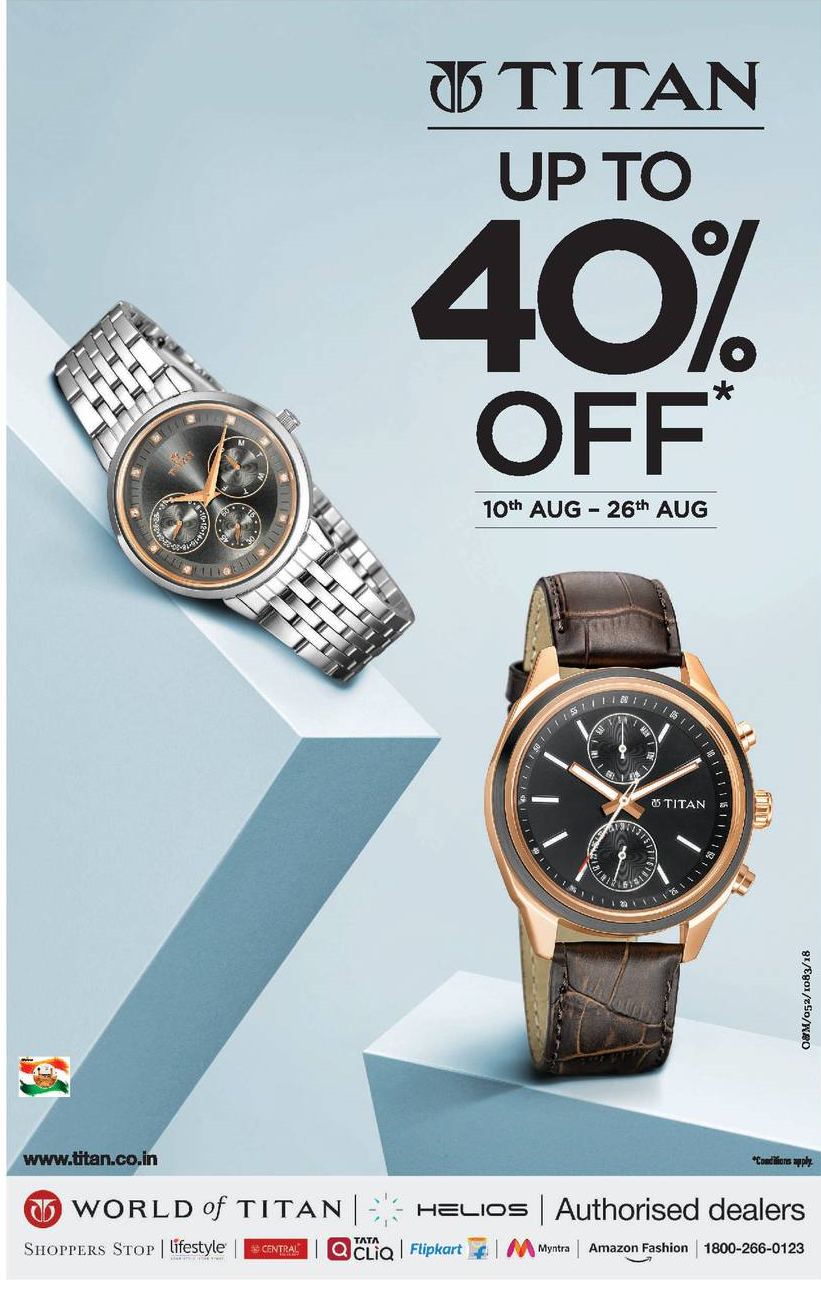 TITAN
UP TO
40%
OFF*
10th AUG – 26th AUG
TITAN
O&M/052/1083/18
www.titan.co.in
*Conditions apply.
WORLD of TITAN | HELIOS | Authorised dealers
SHOPPERS STOP | lifestyle | CENTRAL | TATA CLiQ | Flipkart | Myntra | Amazon Fashion | 1800-266-0123